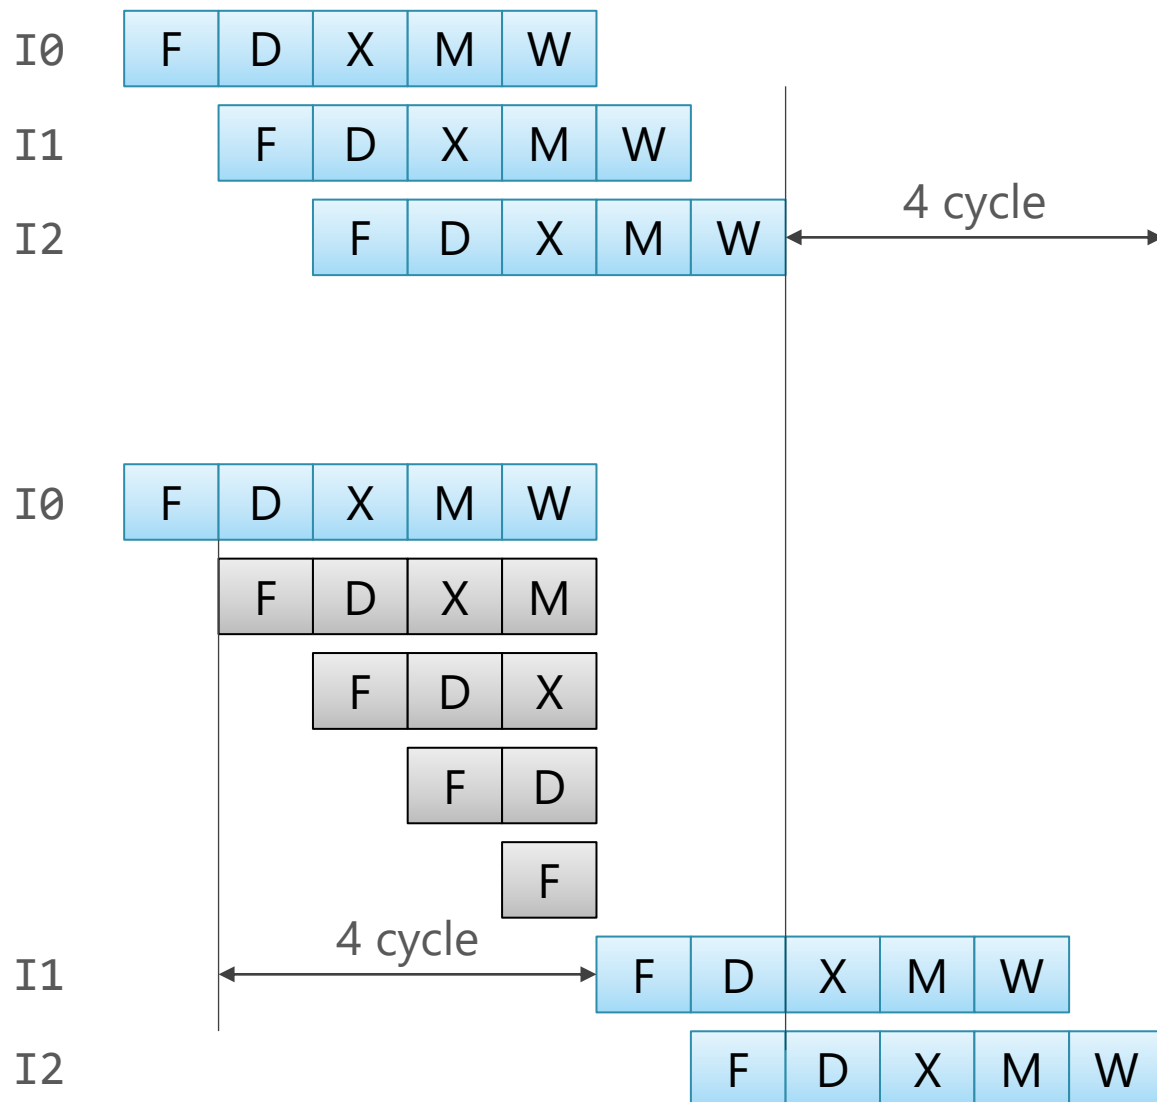 I0 F D X M W
I1 F D X M W
4 cycle
I2 F D X M W
I0 F D X M W
F D X M
F D X
F D
F
4 cycle
I1 F D X M W
I2 F D X M W